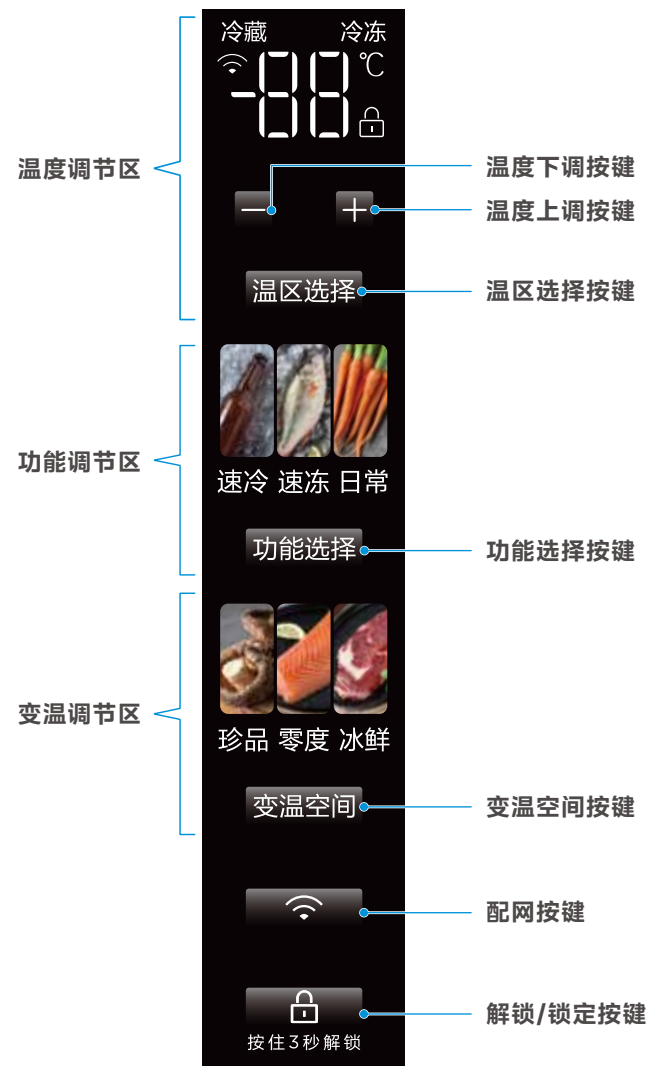 冷藏 冷冻
-88 ℃
温度调节区
温度下调按键
− +
温度上调按键
温区选择
温区选择按键
功能调节区
速冷 速冻 日常
功能选择
功能选择按键
变温调节区
珍品 零度 冰鲜
变温空间
变温空间按键
配网按键
解锁/锁定按键
按住3秒解锁